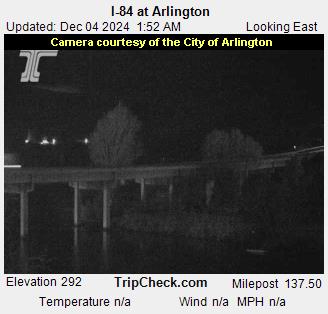 I-84 at Arlington
Updated: Dec 04 2024 1:52 AM Looking East
Camera courtesy of the City of Arlington
Elevation 292 TripCheck.com Milepost 137.50
Temperature n/a Wind n/a MPH n/a